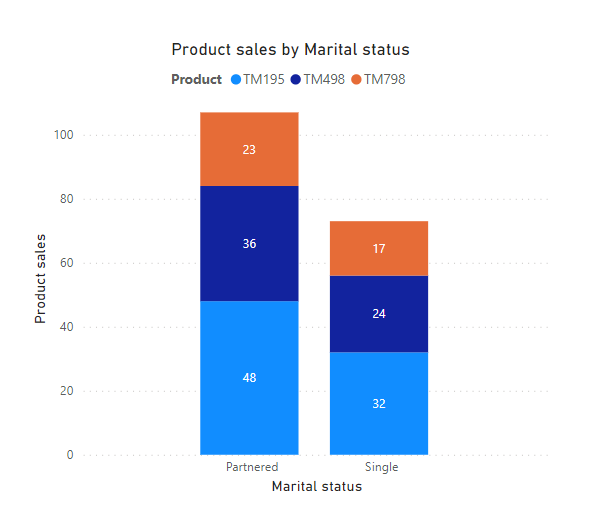 Product sales by Marital status
Product TM195 TM498 TM798
100
80
60
40
20
0
Product sales
23
36
48
17
24
32
Partnered Single
Marital status